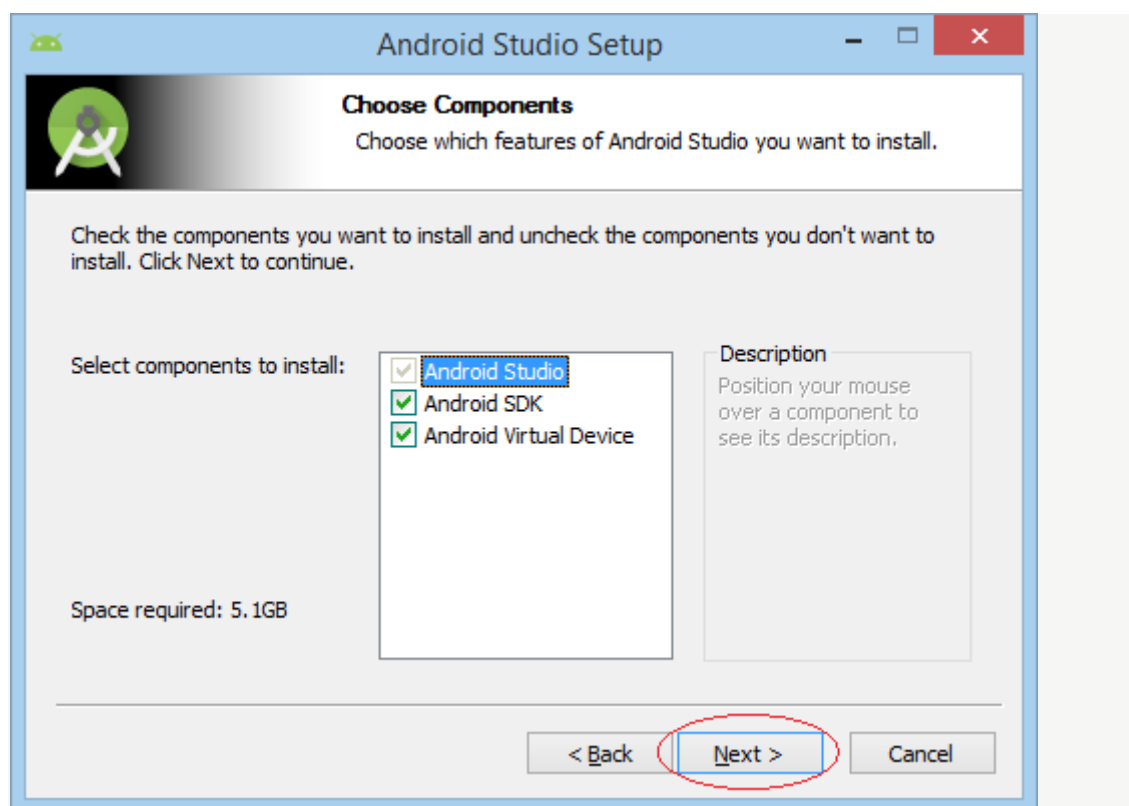 Android Studio Setup
Choose Components
Choose which features of Android Studio you want to install.
Check the components you want to install and uncheck the components you don't want to
install. Click Next to continue.
Select components to install:
Android Studio
Android SDK
Android Virtual Device
Description
Position your mouse
over a component to
see its description.
Space required: 5.1GB
< Back
Next >
Cancel